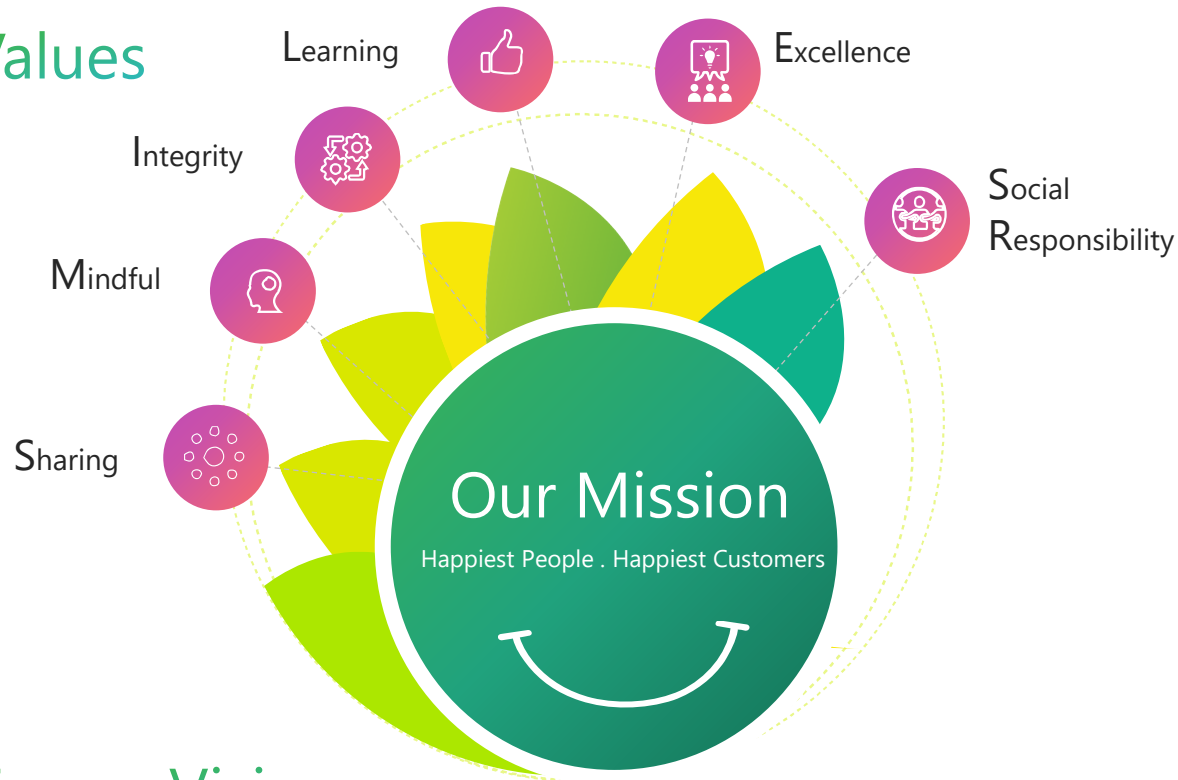 Values
Learning
Excellence
Integrity
Social
Responsibility
Mindful
Sharing
Our Mission
Happiest People . Happiest Customers